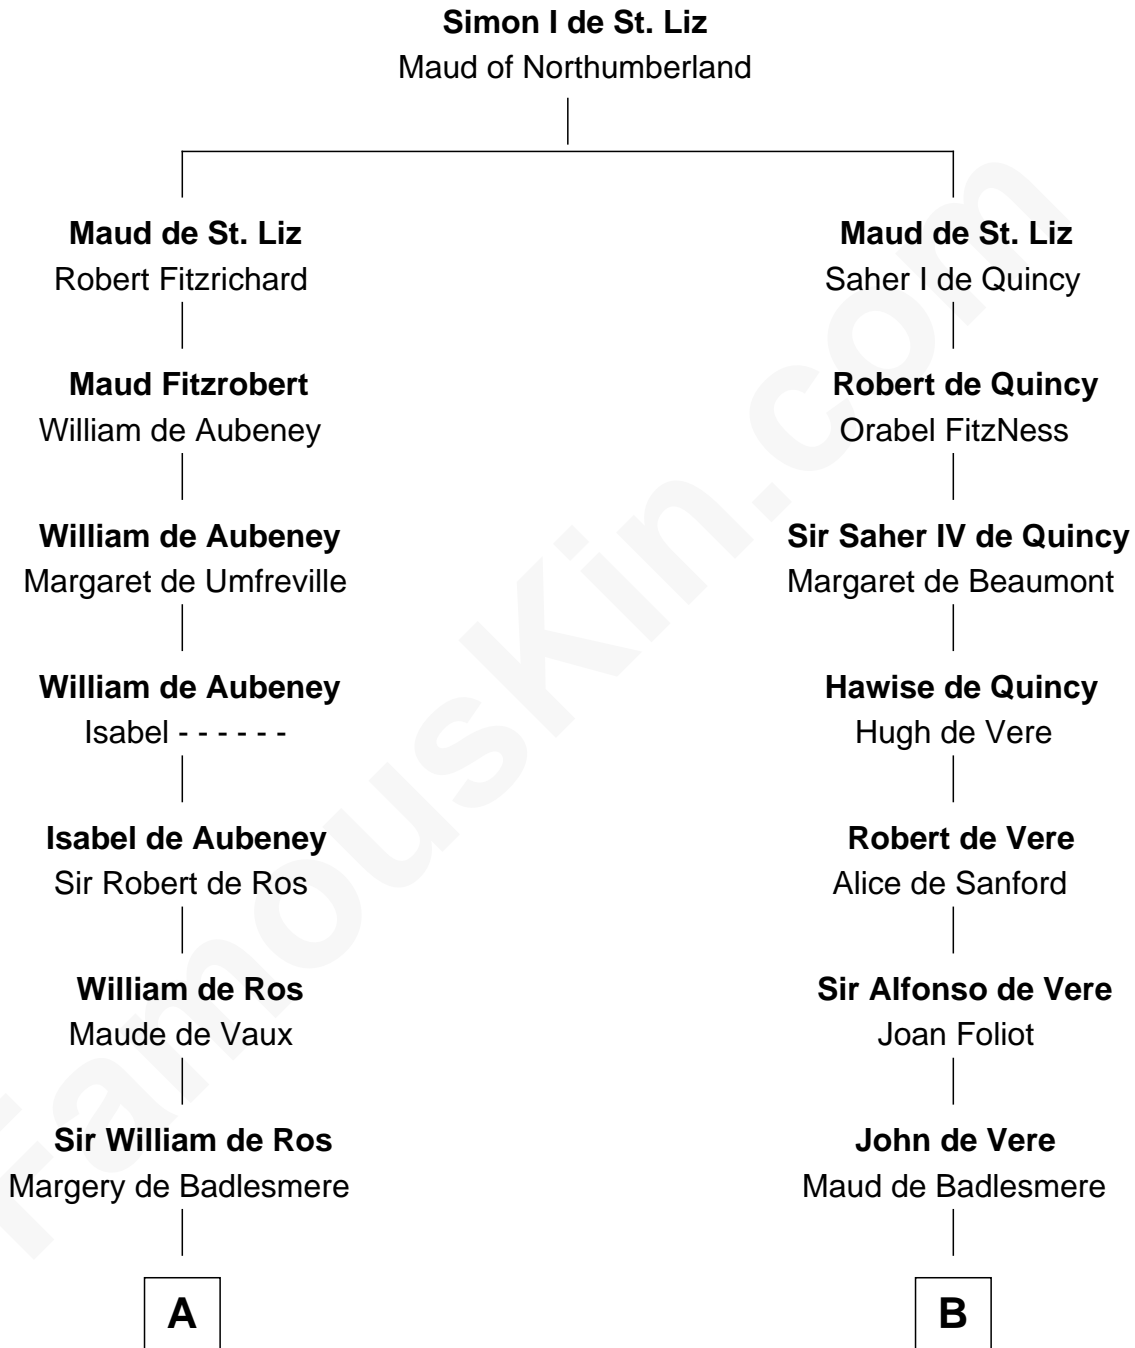 Simon I de St. Liz
Maud of Northumberland
Maud de St. Liz
Robert Fitzrichard
Maud Fitzrobert
William de Aubeney
William de Aubeney
Margaret de Umfreville
William de Aubeney
Isabel - - - - - -
Isabel de Aubeney
Sir Robert de Ros
William de Ros
Maude de Vaux
Sir William de Ros
Margery de Badlesmere
A
Maud de St. Liz
Saher I de Quincy
Robert de Quincy
Orabel FitzNess
Sir Saher IV de Quincy
Margaret de Beaumont
Hawise de Quincy
Hugh de Vere
Robert de Vere
Alice de Sanford
Sir Alfonso de Vere
Joan Foliot
John de Vere
Maud de Badlesmere
B
FamousKin.com